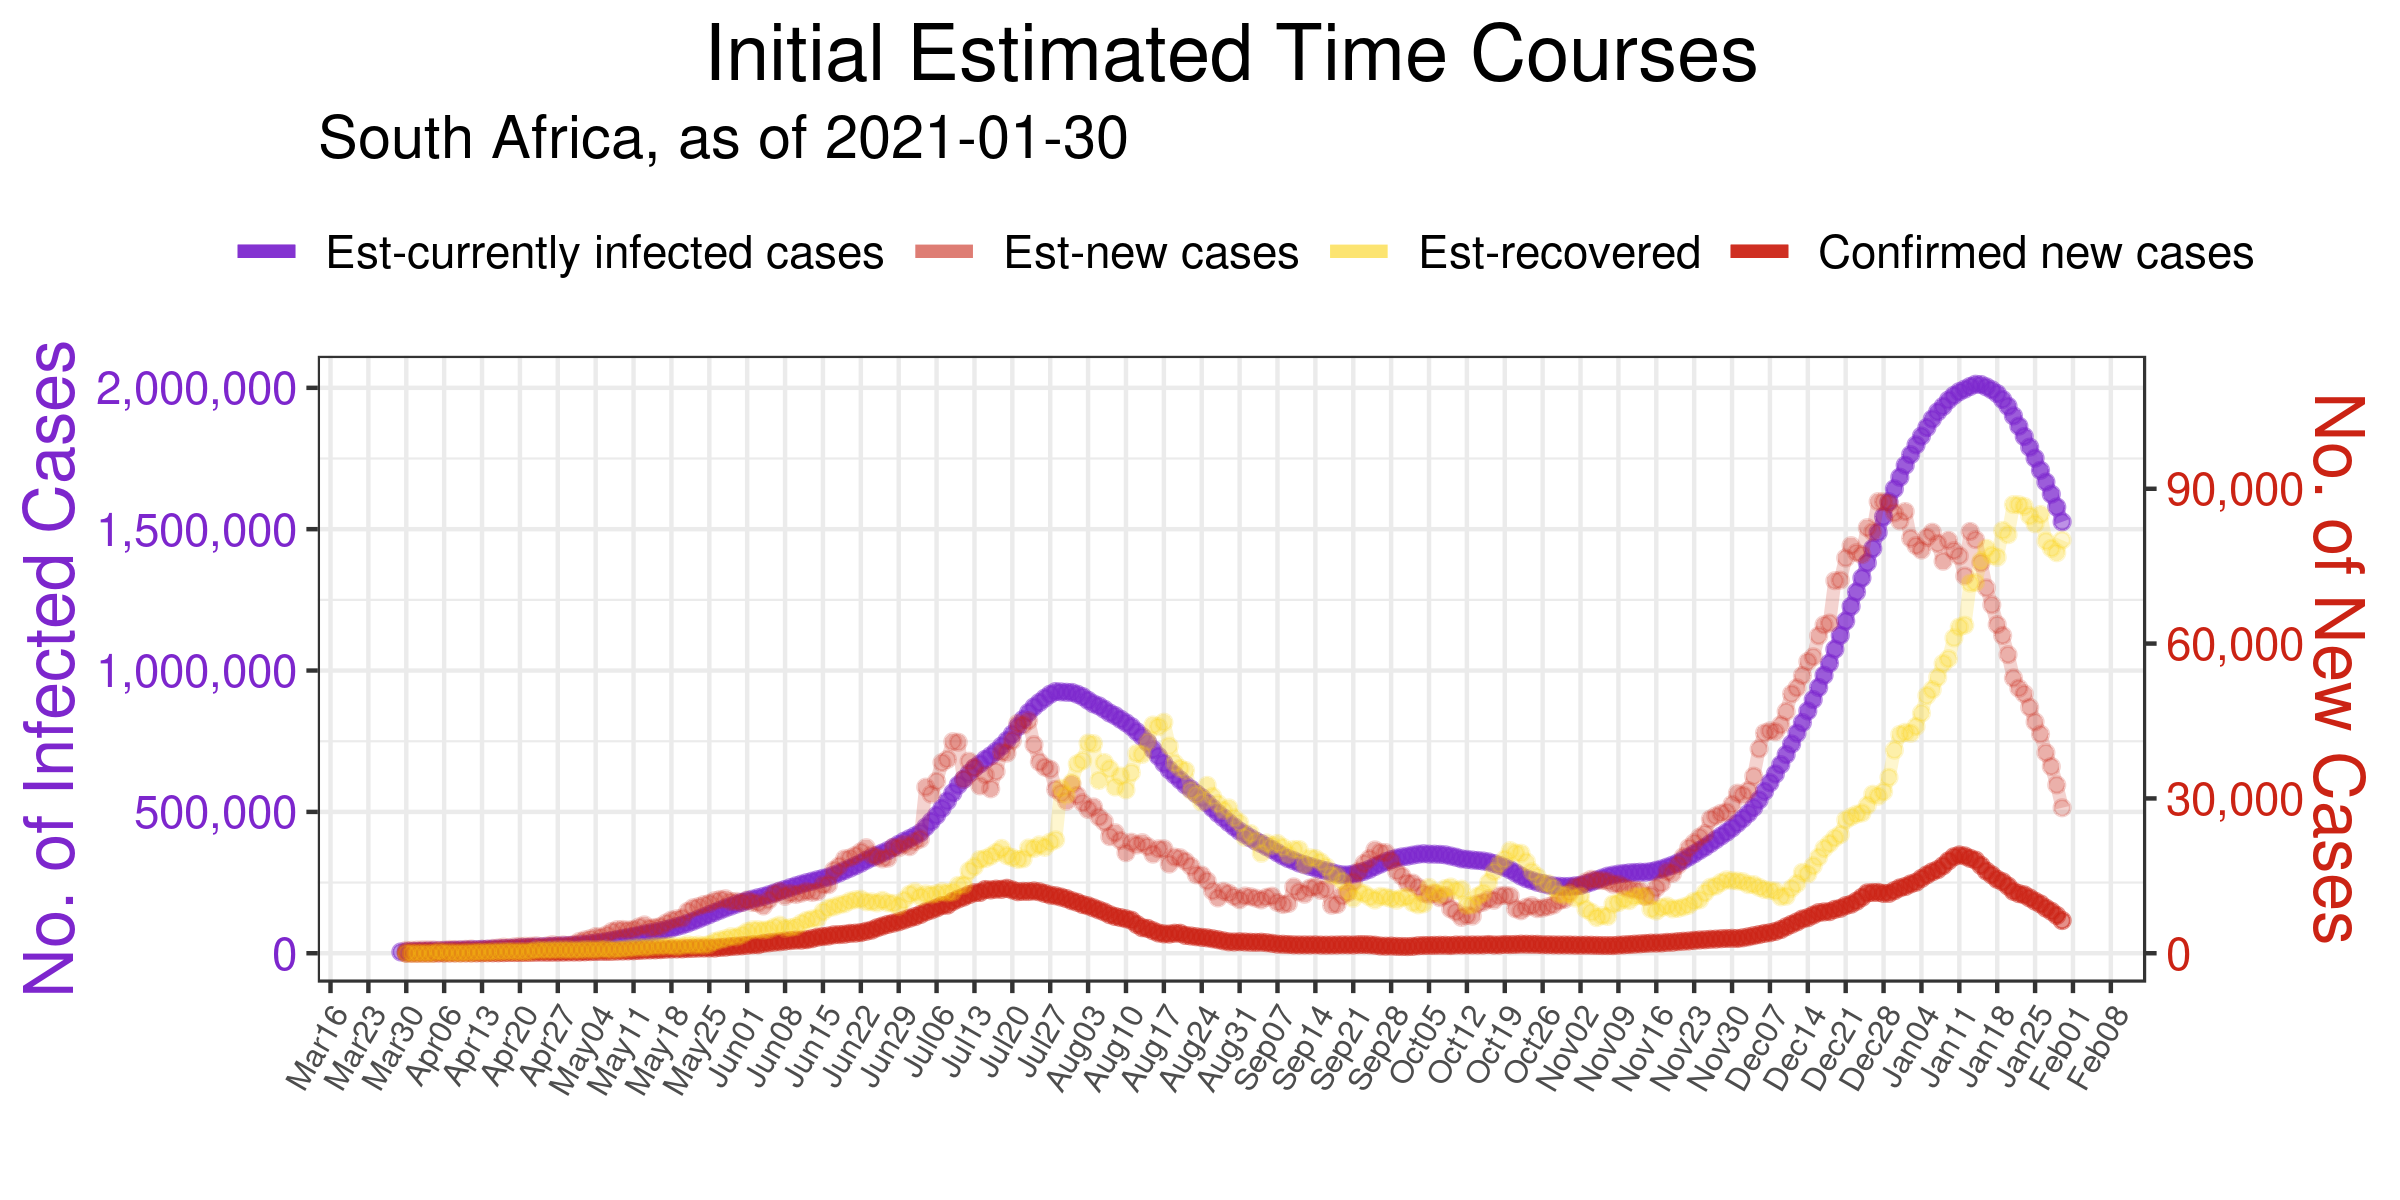 Initial Estimated Time Courses
South Africa, as of 2021-01-30
Est-currently infected cases Est-new cases Est-recovered Confirmed new cases
No. of Infected Cases
2,000,000
1,500,000
1,000,000
500,000
0
90,000
60,000
30,000
0
No. of New Cases
Mar16 Mar23 Mar30 Apr06 Apr13 Apr20 Apr27 May04 May11 May18 May25 Jun01 Jun08 Jun15 Jun22 Jun29 Jul06 Jul13 Jul20 Jul27 Aug03 Aug10 Aug17 Aug24 Aug31 Sep07 Sep14 Sep21 Sep28 Oct05 Oct12 Oct19 Oct26 Nov02 Nov09 Nov16 Nov23 Nov30 Dec07 Dec14 Dec21 Dec28 Jan04 Jan11 Jan18 Jan25 Feb01 Feb08